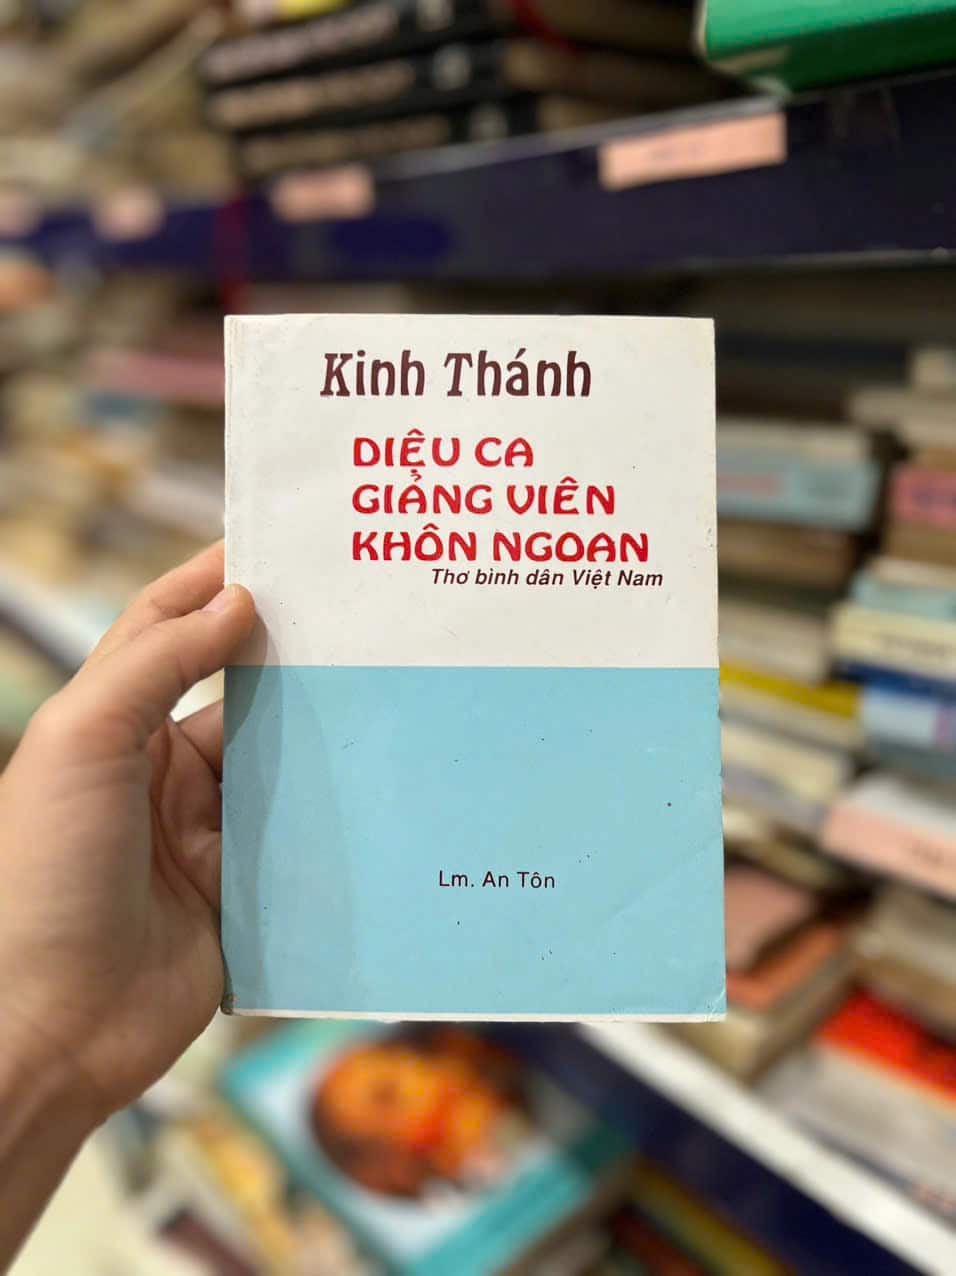 Kinh Thánh
DIỆU CA
GIẢNG VIÊN
KHÔN NGOAN
Thơ bình dân Việt Nam
Lm. An Tôn